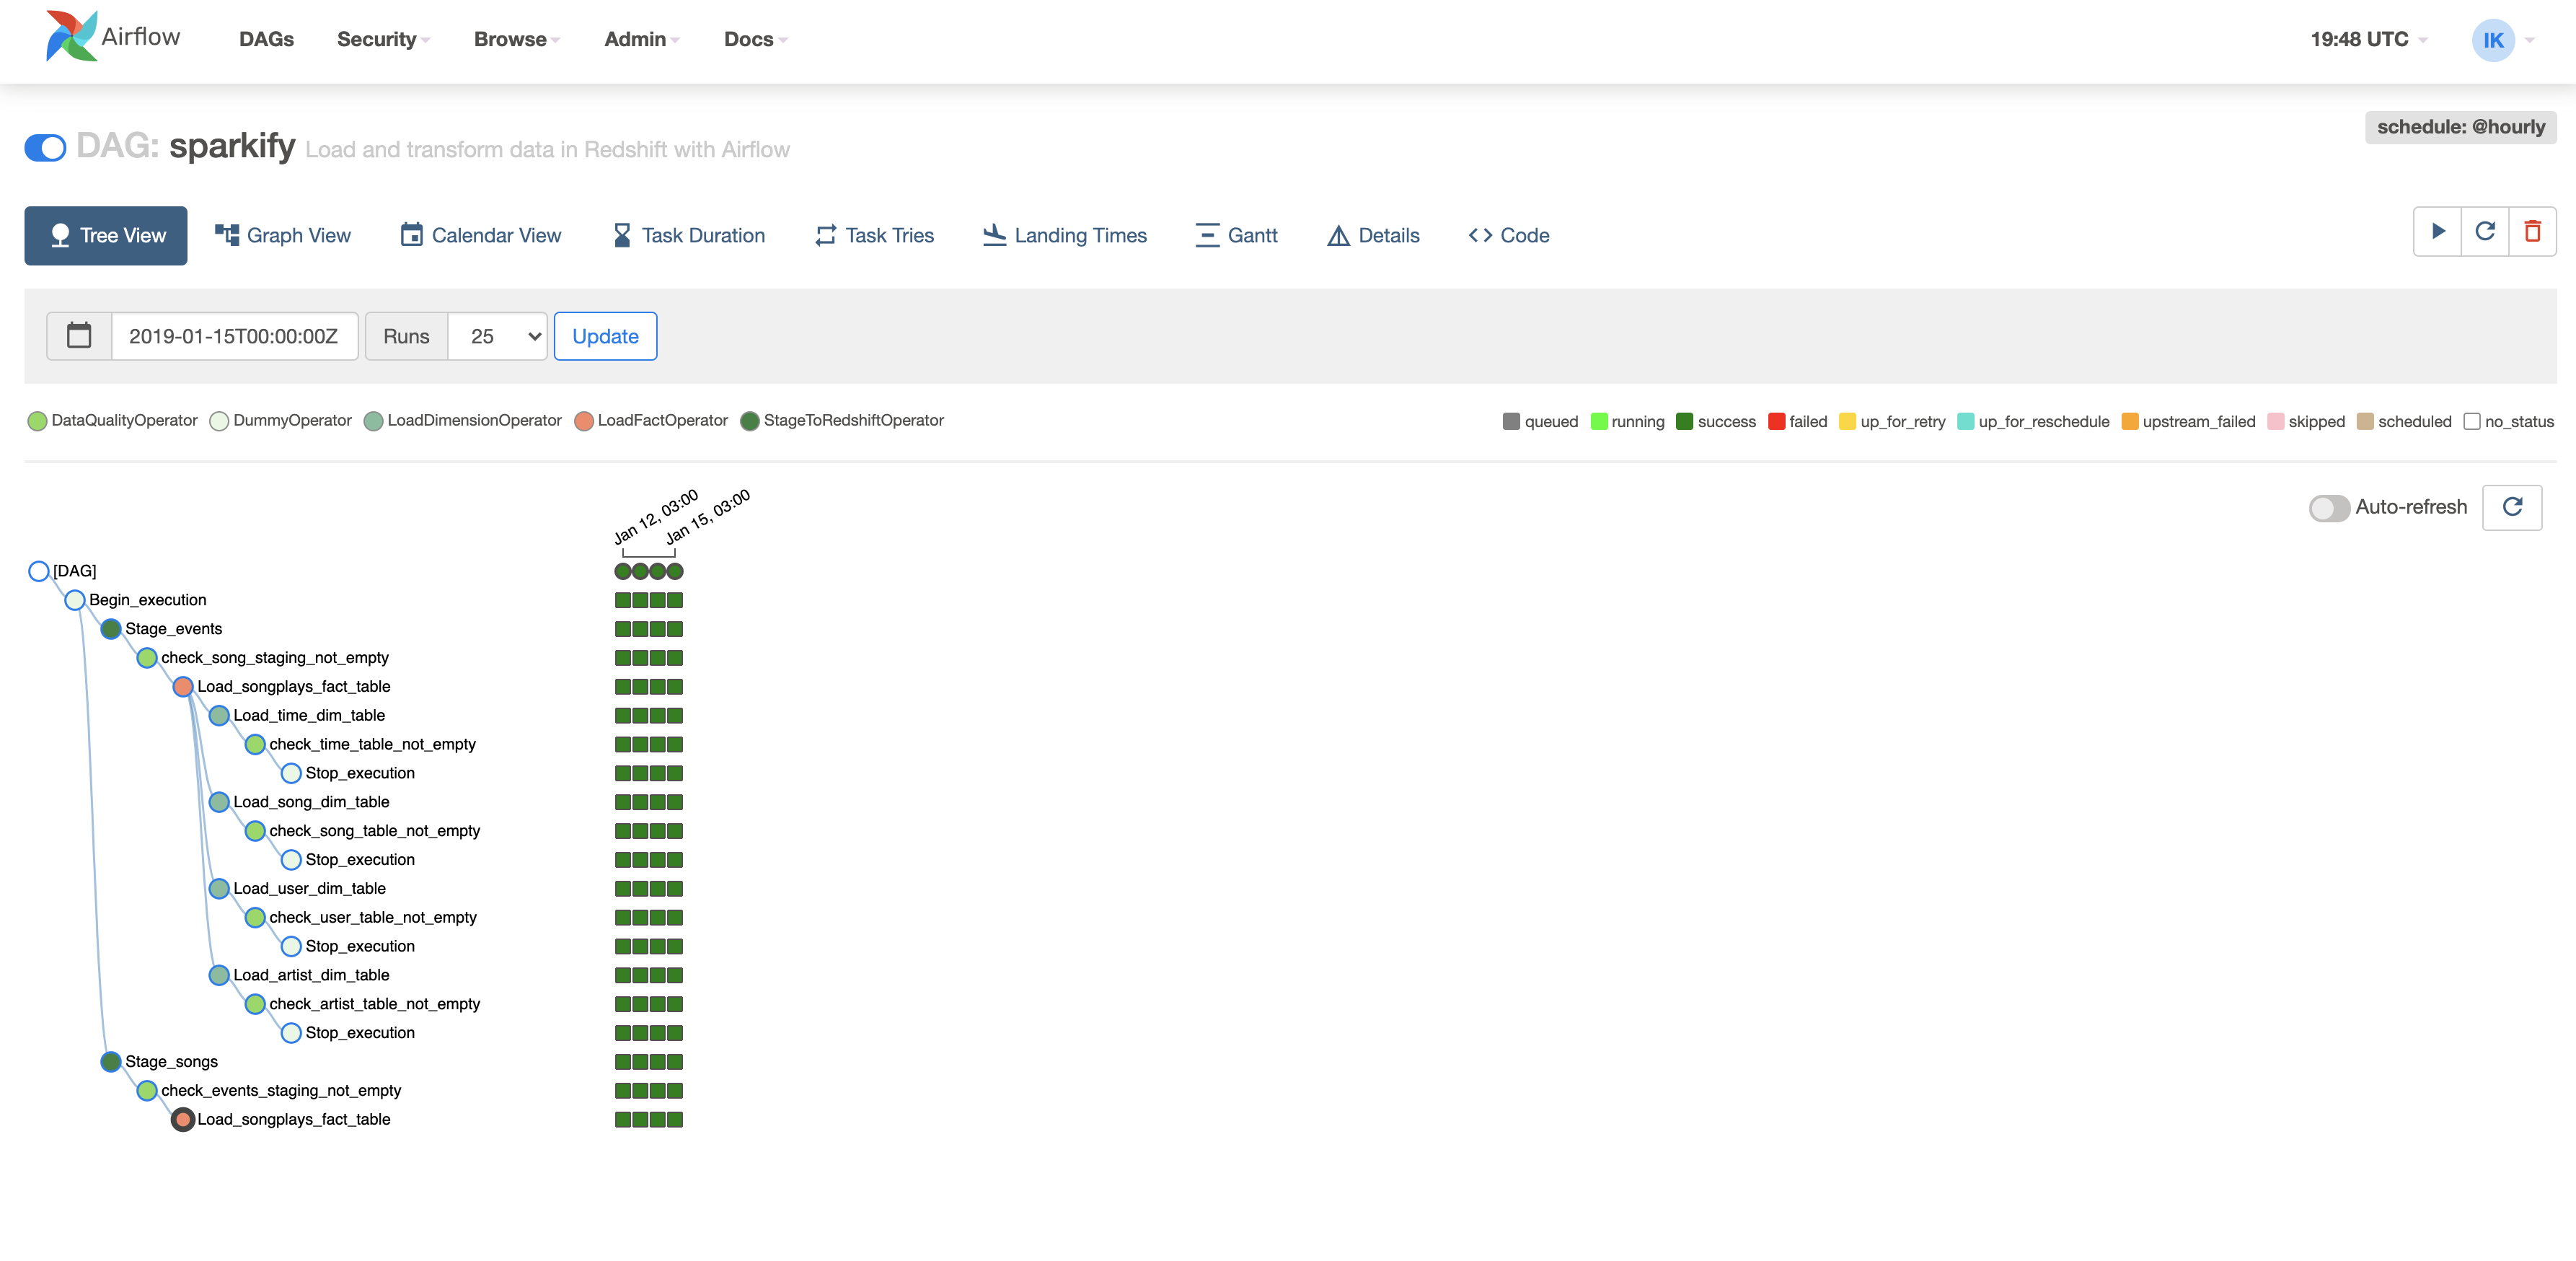 Airflow DAGs Security Browse Admin Docs 19:48 UTC IK
schedule: @hourly
DAG: sparkify Load and transform data in Redshift with Airflow
Tree View Graph View Calendar View Task Duration Task Tries Landing Times Gantt Details Code
2019-01-15T00:00:00Z Runs 25 Update
DataQualityOperator DummyOperator LoadDimensionOperator LoadFactOperator StageToRedshiftOperator queued running success failed up_for_retry up_for_reschedule upstream_failed skipped scheduled no_status
Auto-refresh
Jan 12, 03:00
Jan 15, 03:00
[DAG]
Begin_execution
Stage_events
check_song_staging_not_empty
Load_songplays_fact_table
Load_time_dim_table
check_time_table_not_empty
Stop_execution
Load_song_dim_table
check_song_table_not_empty
Stop_execution
Load_user_dim_table
check_user_table_not_empty
Stop_execution
Load_artist_dim_table
check_artist_table_not_empty
Stop_execution
Stage_songs
check_events_staging_not_empty
Load_songplays_fact_table